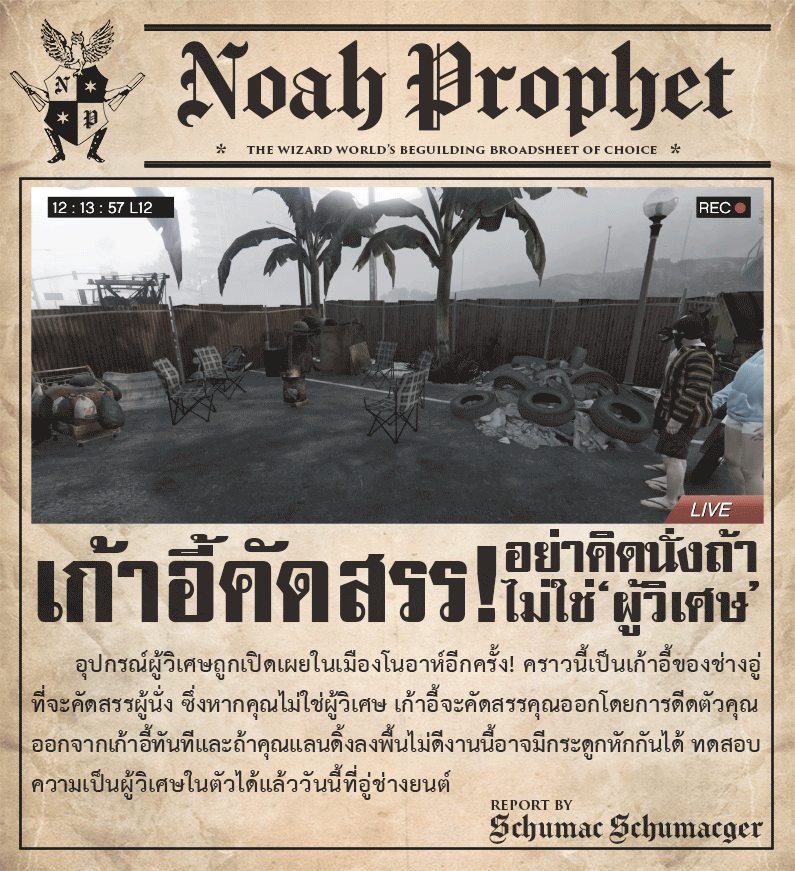 Noah Prophet
N P
* THE WIZARD WORLD'S BEGUILDING BROADSHEET OF CHOICE *
12 : 13 : 57 L12
REC
LIVE
เก้าอี้คัดสรร! อย่าคิดนั่งถ้า
ไม่ใช่ 'ผู้วิเศษ'
อุปกรณ์ผู้วิเศษถูกเปิดเผยในเมืองโนอาห์อีกครั้ง! คราวนี้เป็นเก้าอี้ของช่างอู่
ที่จะคัดสรรผู้นั่ง ซึ่งหากคุณไม่ใช่ผู้วิเศษ เก้าอี้จะคัดสรรคุณออกโดยการดีดตัวคุณ
ออกจากเก้าอี้ทันทีและถ้าคุณแลนดิ้งลงพื้นไม่ดีงานนี้อาจมีกระดูกหักกันได้ ทดสอบ
ความเป็นผู้วิเศษในตัวได้แล้ววันนี้ที่อู่ช่างยนต์
REPORT BY
Schumac Schumacger